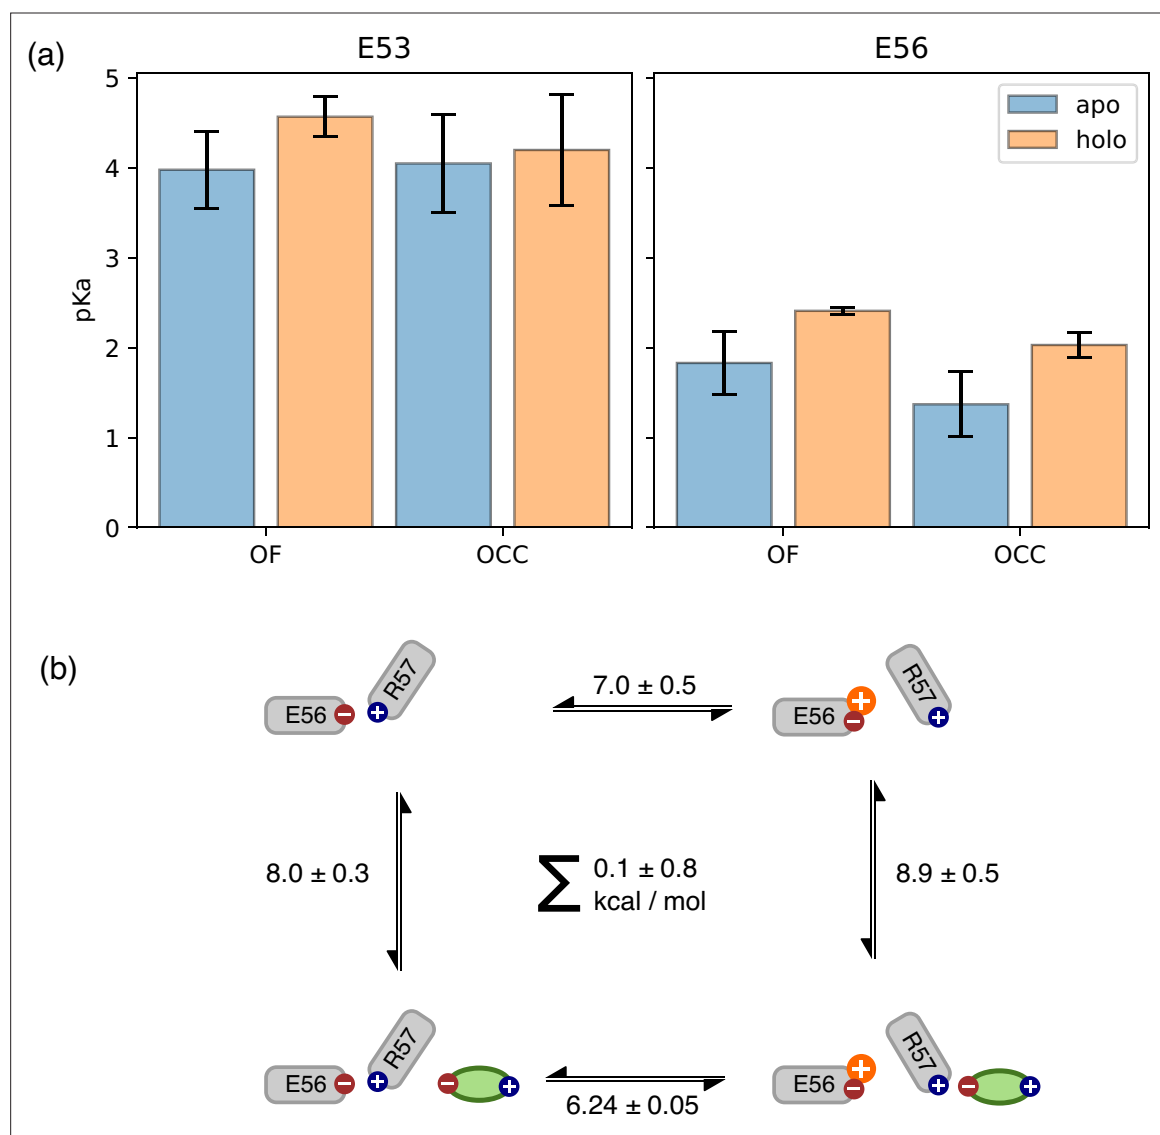 (a)
E53
E56
pKa
5
4
3
2
1
0
apo
holo
OF
OCC
OF
OCC
(b)
E56 − + R57
7.0 ± 0.5
E56 + − R57 +
8.0 ± 0.3
∑ 0.1 ± 0.8
kcal / mol
8.9 ± 0.5
E56 − + R57 − +
6.24 ± 0.05
E56 + − R57 + − +